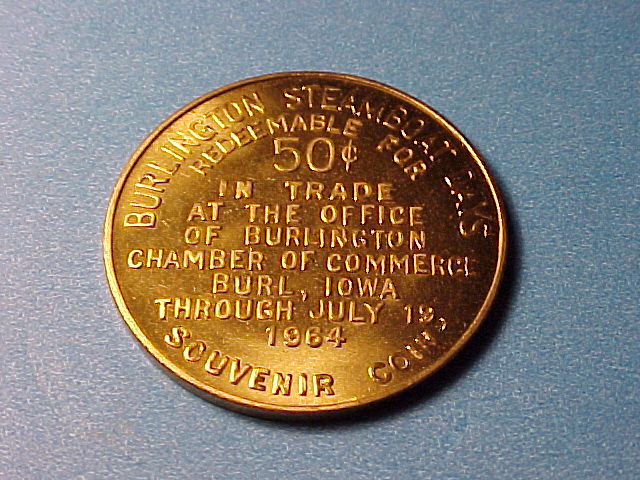 BURLINGTON STEAMBOAT DAYS
REDEEMABLE FOR
50¢
IN TRADE
AT THE OFFICE
OF BURLINGTON
CHAMBER OF COMMERCE
BURL, IOWA
THROUGH JULY 19,
1964
SOUVENIR COIN